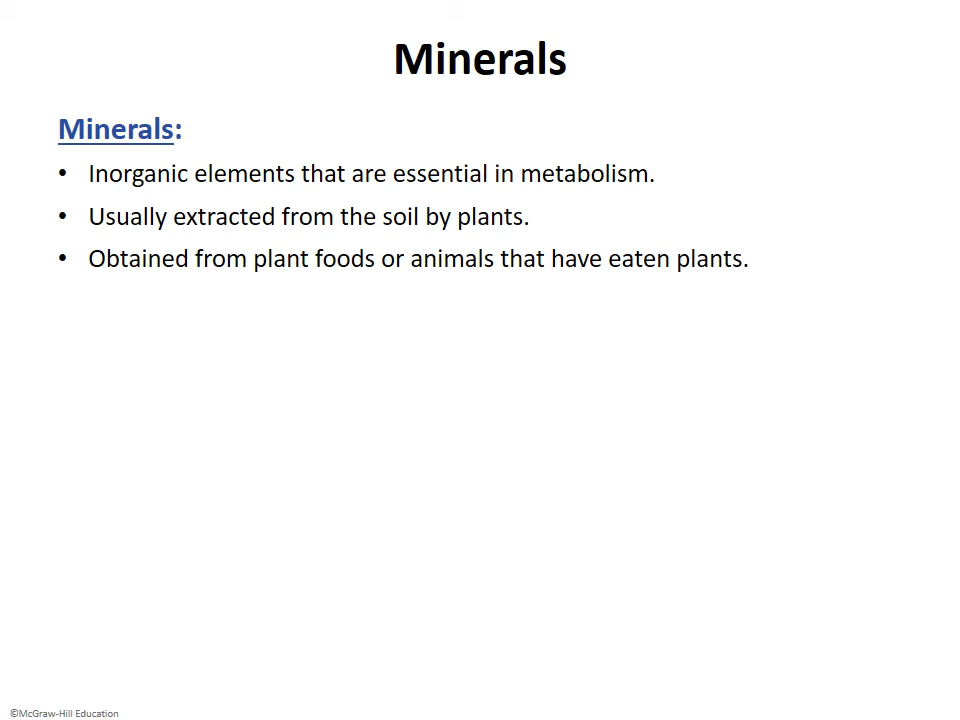 Minerals
Minerals:
• Inorganic elements that are essential in metabolism.
• Usually extracted from the soil by plants.
• Obtained from plant foods or animals that have eaten plants.
©McGraw-Hill Education